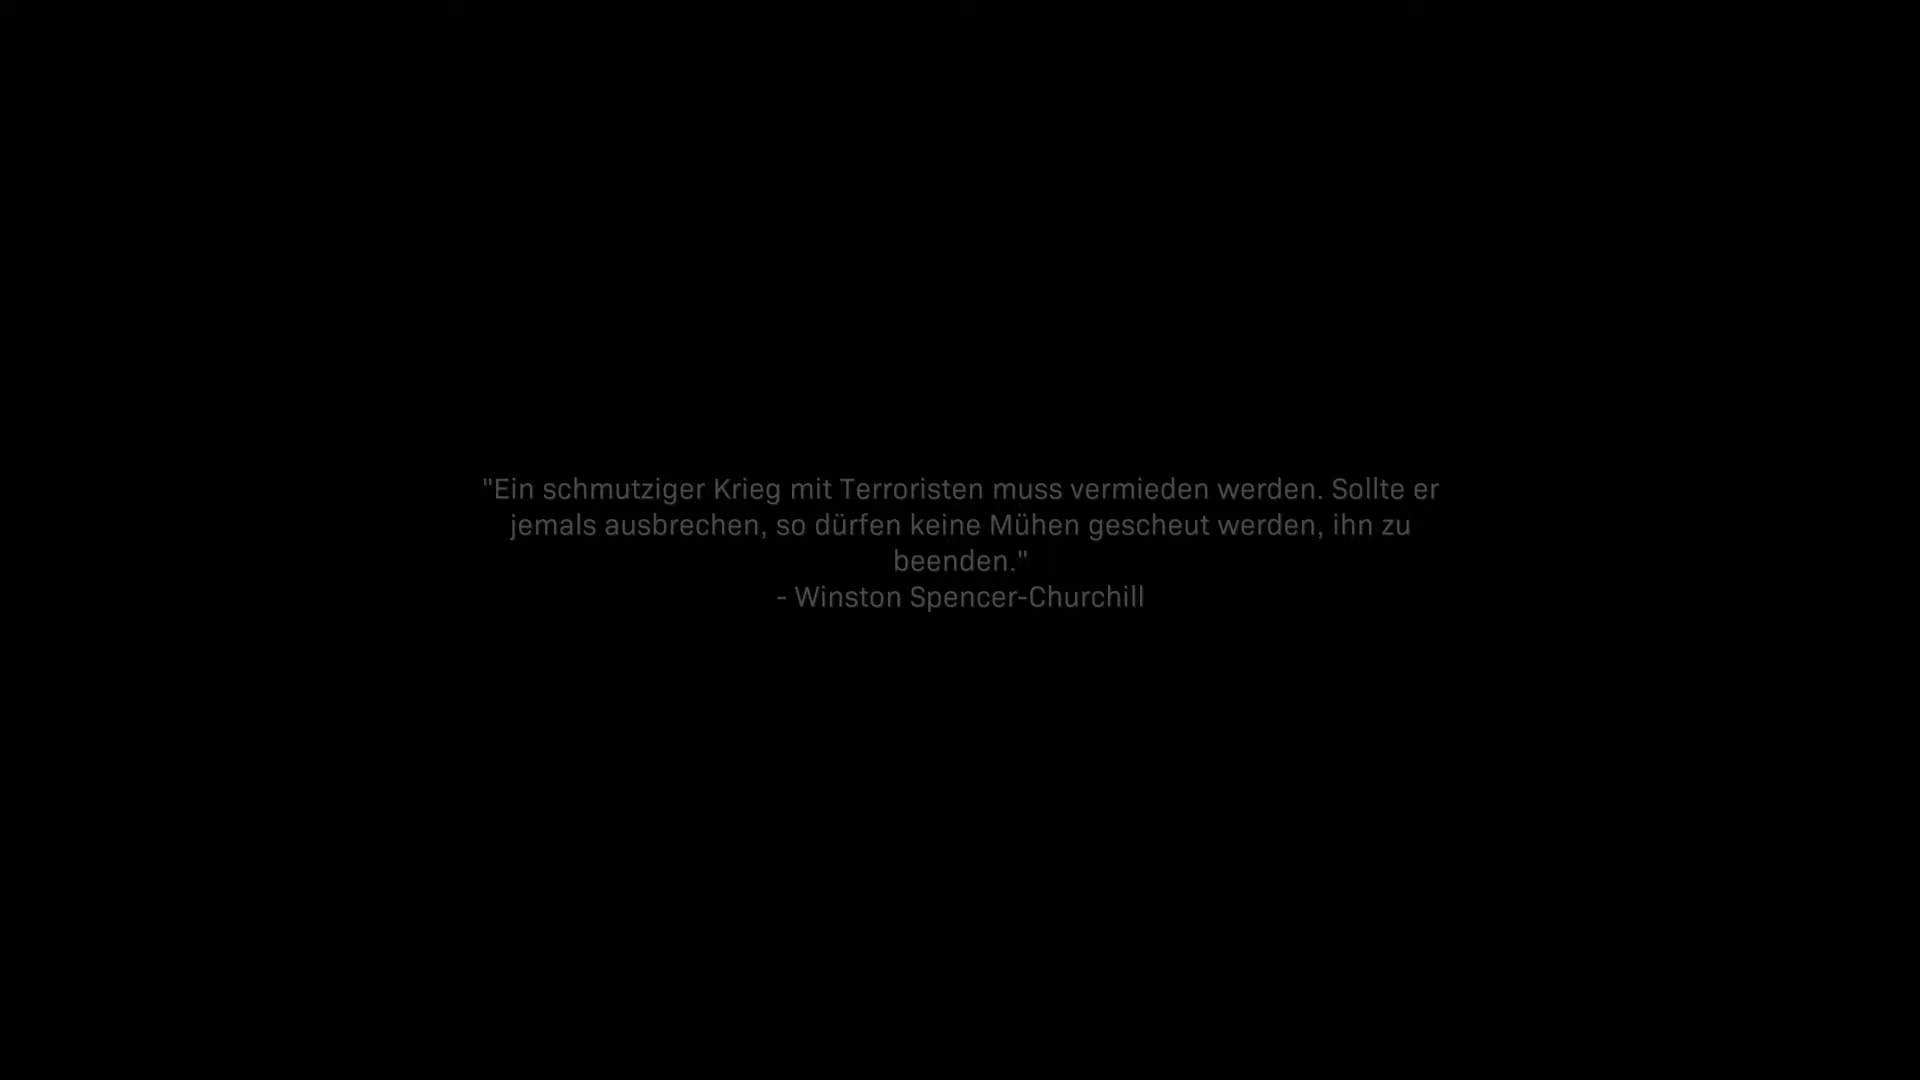 "Ein schmutziger Krieg mit Terroristen muss vermieden werden. Sollte er
jemals ausbrechen, so dürfen keine Mühen gescheut werden, ihn zu
beenden."
- Winston Spencer-Churchill